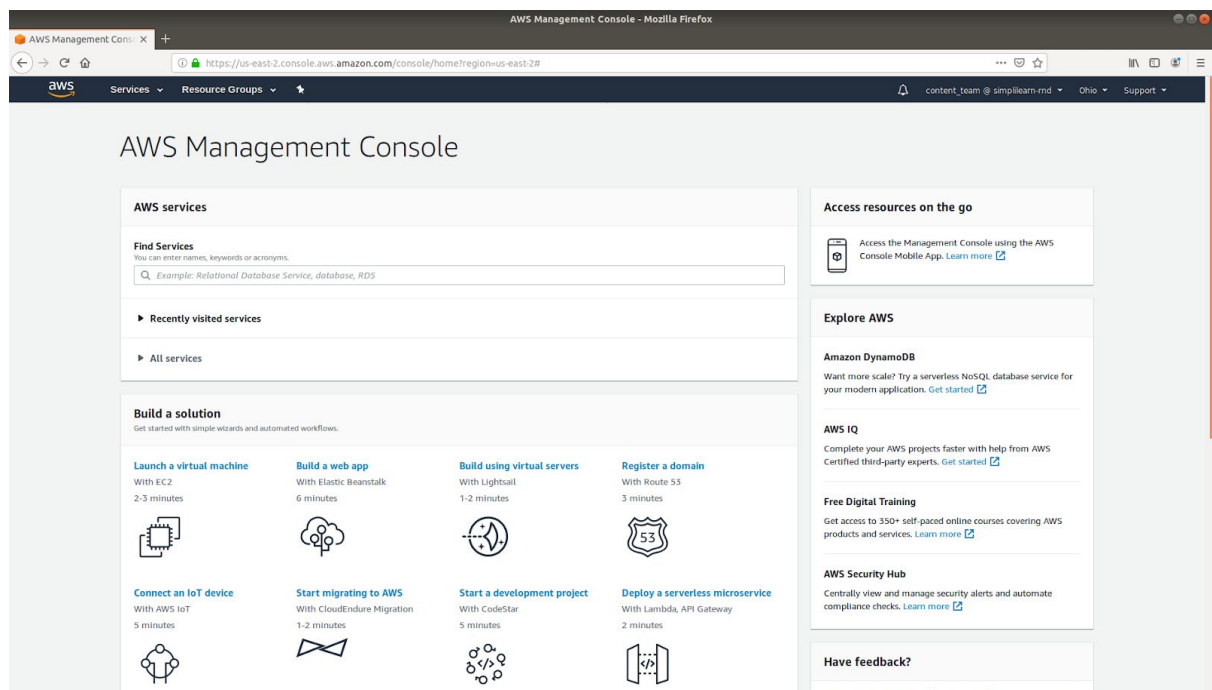 AWS Management Console - Mozilla Firefox
AWS Management Cons
https://us-east-2.console.aws.amazon.com/console/home?region=us-east-2#
aws
Services
Resource Groups
content_team @ simplilearn-rnd
Ohio
Support
AWS Management Console
AWS services
Find Services
You can enter names, keywords or acronyms.
Example: Relational Database Service, database, RDS
Recently visited services
All services
Build a solution
Get started with simple wizards and automated workflows.
Launch a virtual machine
With EC2
2-3 minutes
Build a web app
With Elastic Beanstalk
6 minutes
Build using virtual servers
With Lightsail
1-2 minutes
Register a domain
With Route 53
3 minutes
53
Connect an IoT device
With AWS IoT
5 minutes
Start migrating to AWS
With CloudEndure Migration
1-2 minutes
Start a development project
With CodeStar
5 minutes
</>
Deploy a serverless microservice
With Lambda, API Gateway
2 minutes
</>
Access resources on the go
Access the Management Console using the AWS
Console Mobile App. Learn more
Explore AWS
Amazon DynamoDB
Want more scale? Try a serverless NoSQL database service for
your modern application. Get started
AWS IQ
Complete your AWS projects faster with help from AWS
Certified third-party experts. Get started
Free Digital Training
Get access to 350+ self-paced online courses covering AWS
products and services. Learn more
AWS Security Hub
Centrally view and manage security alerts and automate
compliance checks. Learn more
Have feedback?